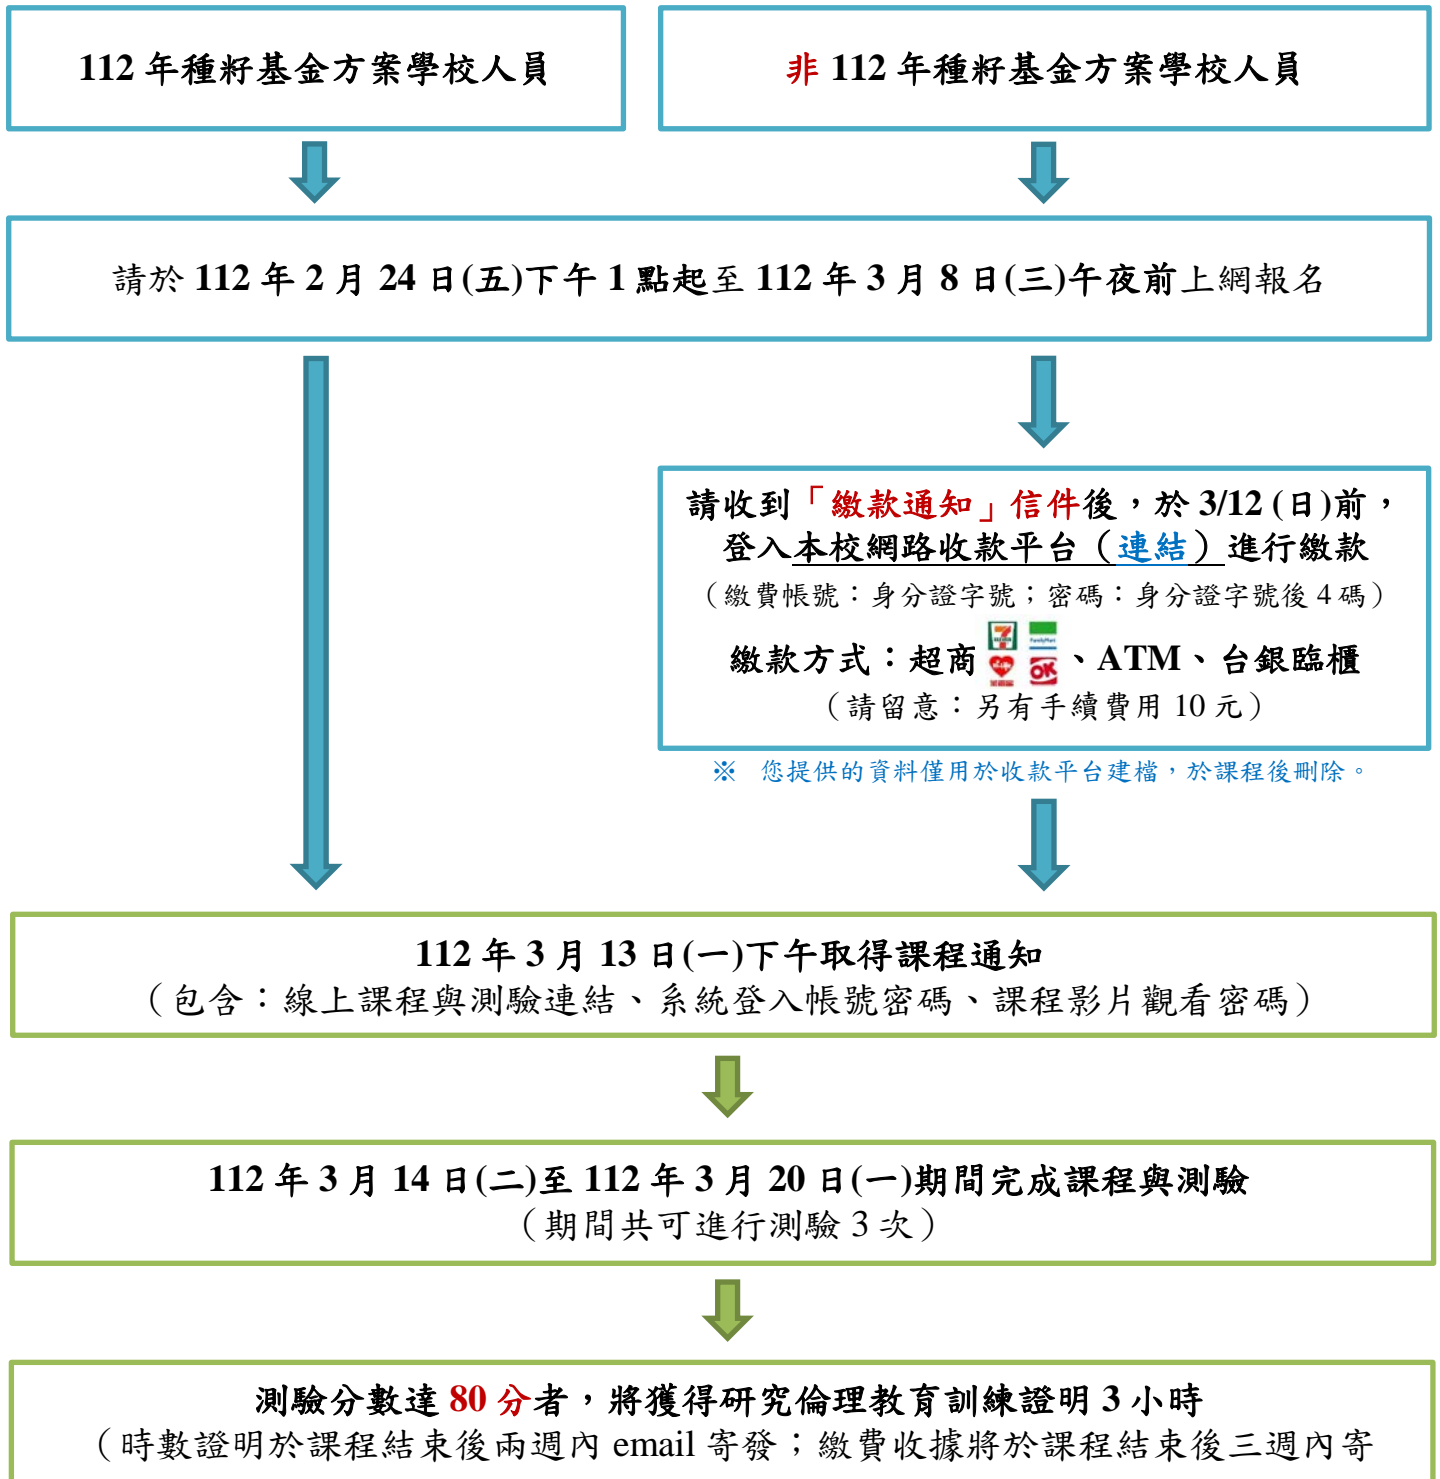 112 年種籽基金方案學校人員
非 112 年種籽基金方案學校人員
請於 112 年 2 月 24 日(五)下午 1 點起至 112 年 3 月 8 日(三)午夜前上網報名
請收到「繳款通知」信件後，於 3/12 (日)前，
登入本校網路收款平台（連結）進行繳款
（繳費帳號：身分證字號；密碼：身分證字號後 4 碼）
繳款方式：超商、ATM、台銀臨櫃
7 ELEVEN
FamilyMart
OK
（請留意：另有手續費用 10 元）
※ 您提供的資料僅用於收款平台建檔，於課程後刪除。
112 年 3 月 13 日(一)下午取得課程通知
（包含：線上課程與測驗連結、系統登入帳號密碼、課程影片觀看密碼）
112 年 3 月 14 日(二)至 112 年 3 月 20 日(一)期間完成課程與測驗
（期間共可進行測驗 3 次）
測驗分數達 80 分者，將獲得研究倫理教育訓練證明 3 小時
（時數證明於課程結束後兩週內 email 寄發；繳費收據將於課程結束後三週內寄